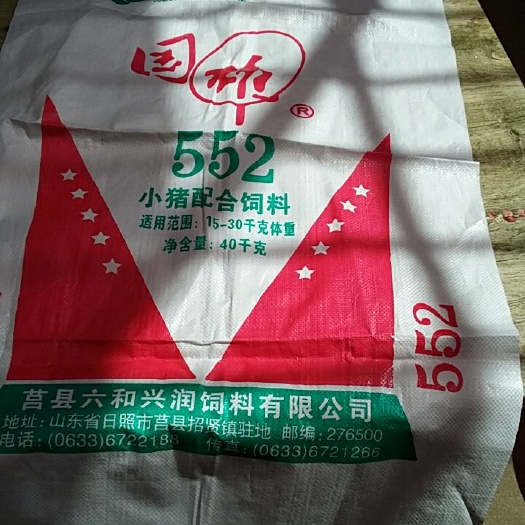 国帅®
552
小猪配合饲料
适用范围：15-30千克体重
净含量：40千克
552
莒县六和兴润饲料有限公司
地址：山东省日照市莒县招贤镇驻地 邮编：276500
电话：(0633)6722188 传真：(0633)6721266